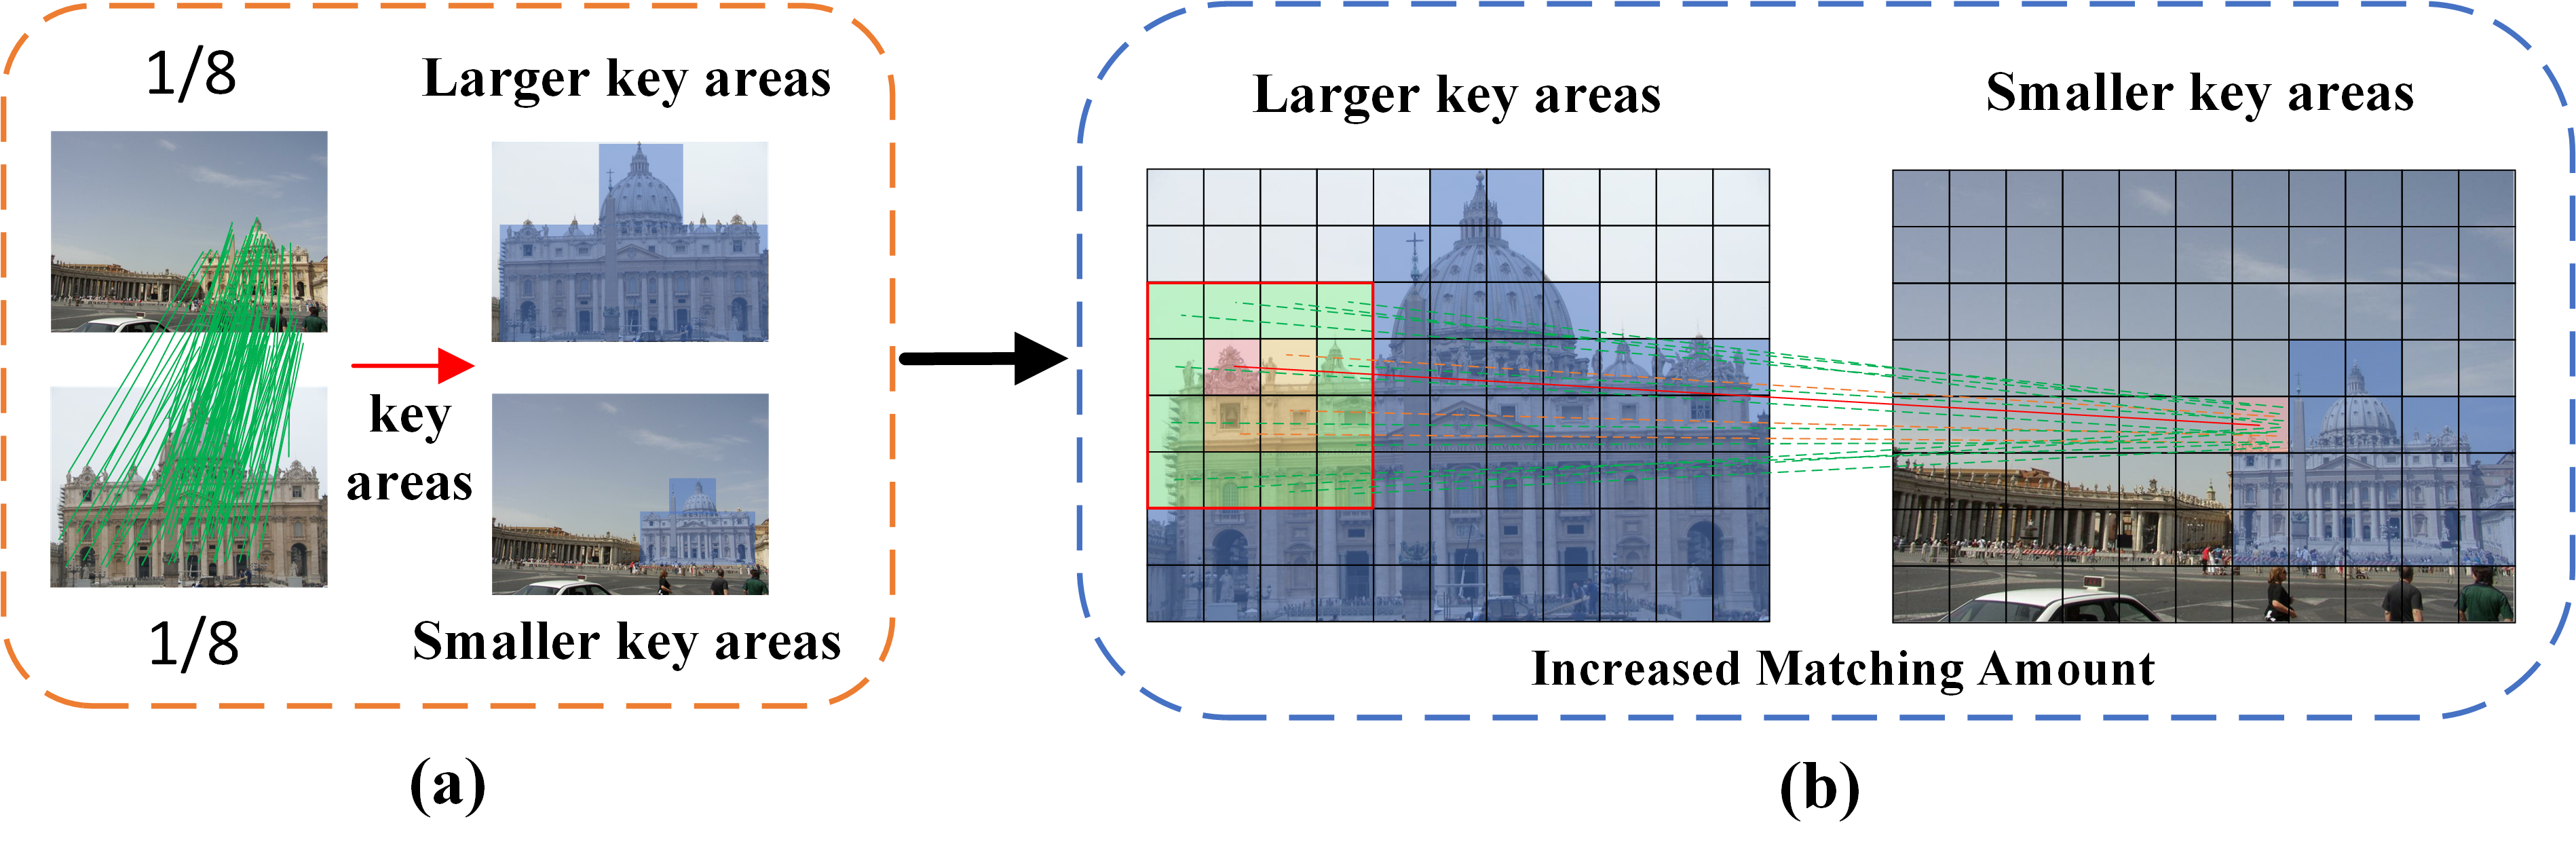 1/8
Larger key areas
key
areas
1/8
Smaller key areas
(a)
Larger key areas
Smaller key areas
Increased Matching Amount
(b)